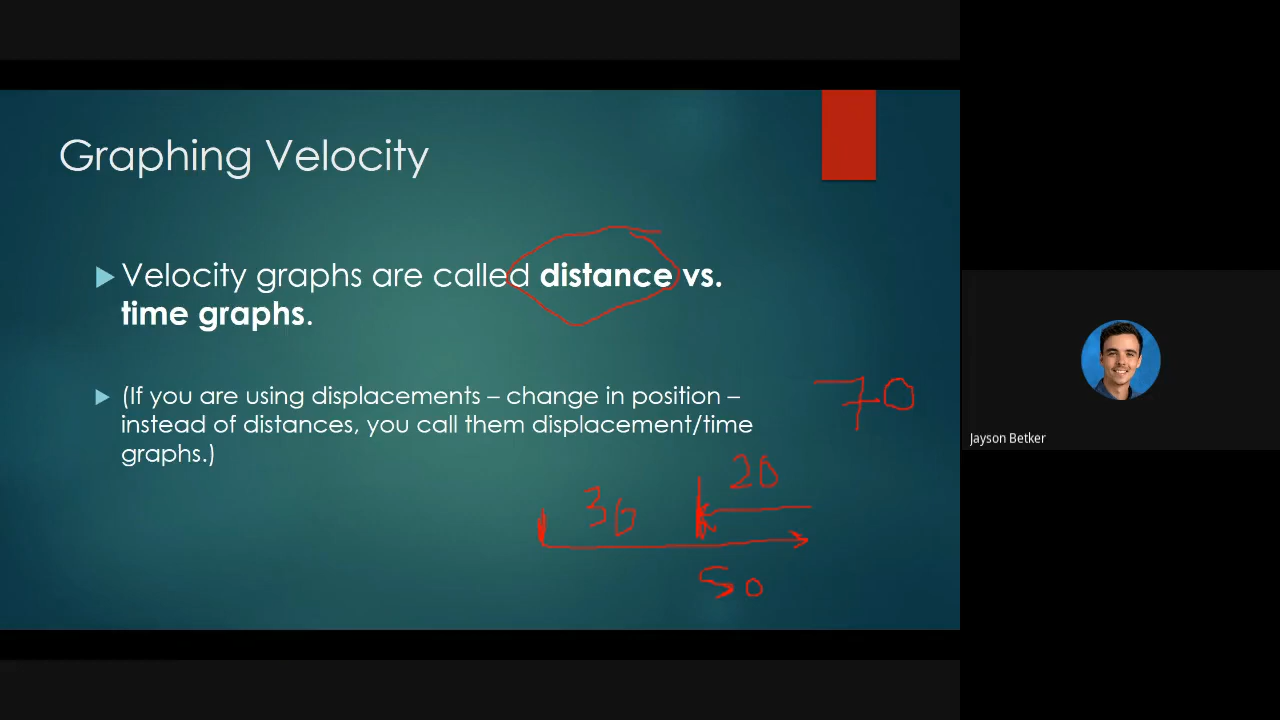 Graphing Velocity
Velocity graphs are called distance vs.
time graphs.
(If you are using displacements – change in position –
instead of distances, you call them displacement/time
graphs.)
70
20
30
50
Jayson Betker